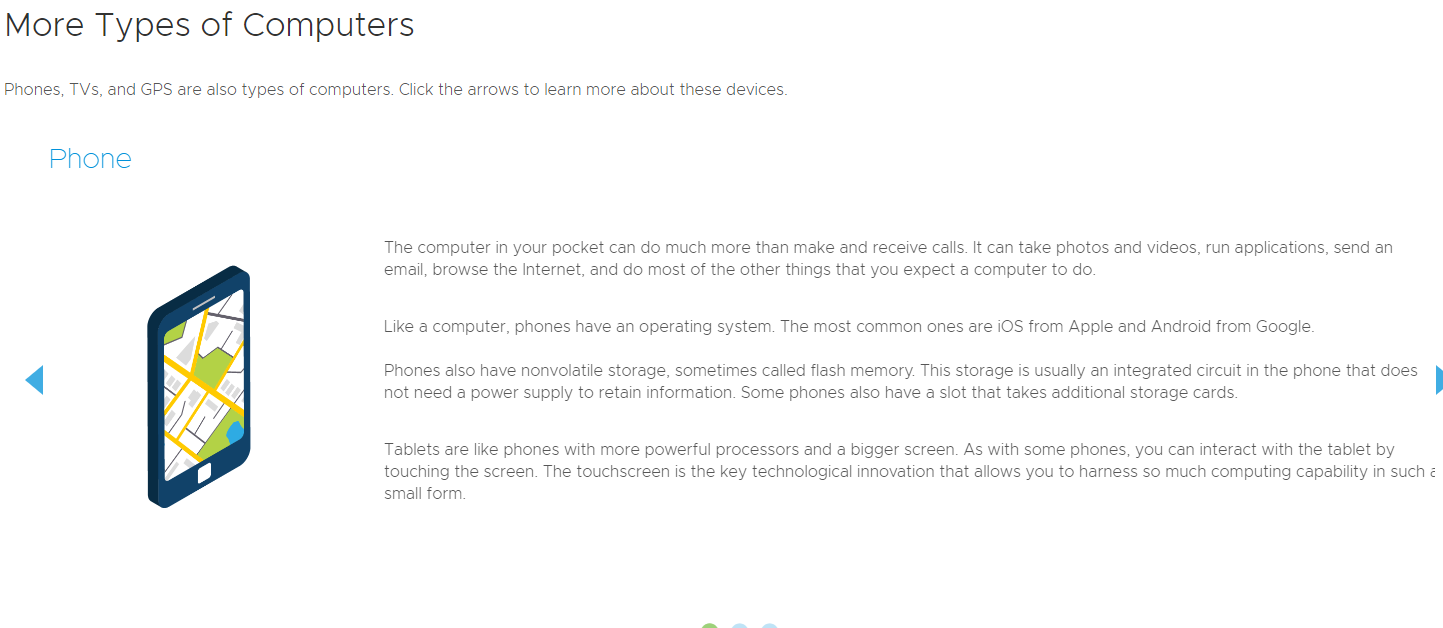 More Types of Computers
Phones, TVs, and GPS are also types of computers. Click the arrows to learn more about these devices.
Phone
The computer in your pocket can do much more than make and receive calls. It can take photos and videos, run applications, send an
email, browse the Internet, and do most of the other things that you expect a computer to do.
Like a computer, phones have an operating system. The most common ones are iOS from Apple and Android from Google.
Phones also have nonvolatile storage, sometimes called flash memory. This storage is usually an integrated circuit in the phone that does
not need a power supply to retain information. Some phones also have a slot that takes additional storage cards.
Tablets are like phones with more powerful processors and a bigger screen. As with some phones, you can interact with the tablet by
touching the screen. The touchscreen is the key technological innovation that allows you to harness so much computing capability in such a
small form.